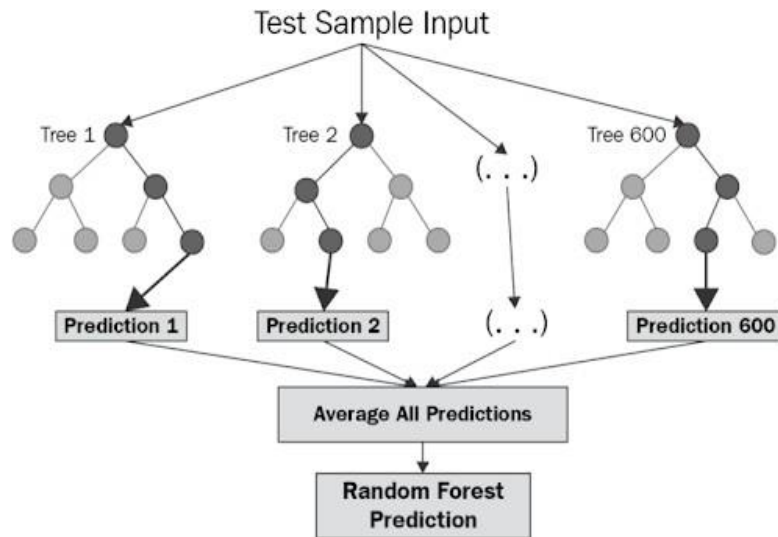 Test Sample Input
Tree 1
Tree 2
Tree 600
(. . .)
Prediction 1
Prediction 2
(. . .)
Prediction 600
Average All Predictions
Random Forest
Prediction